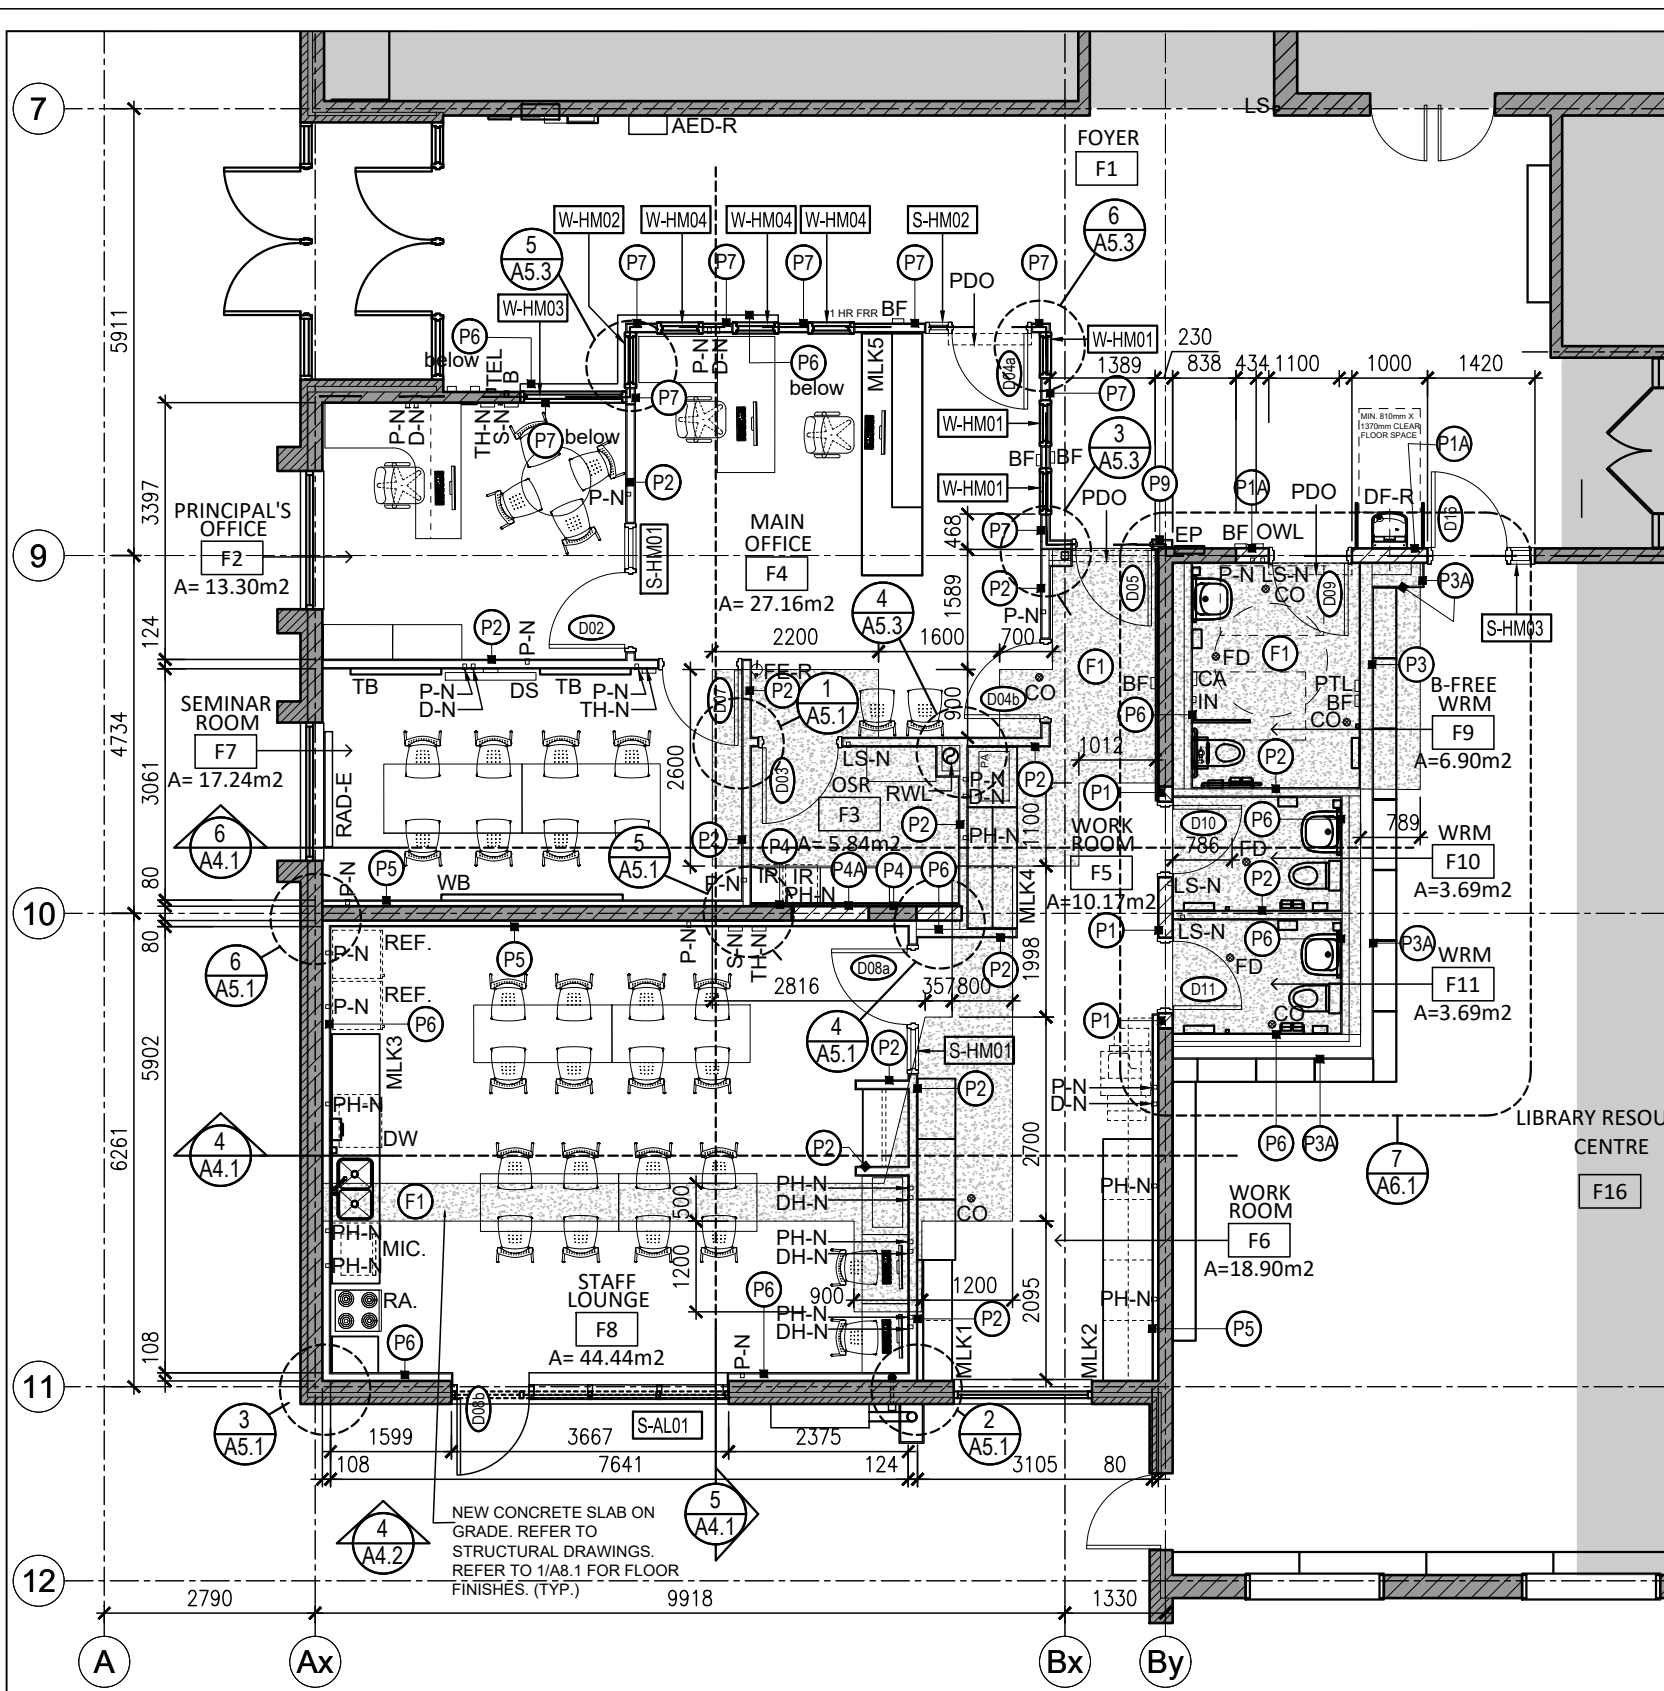 7
LS
AED-R
FOYER
F1
W-HM02
W-HM04
W-HM04
W-HM04
S-HM02
6
A5.3
5
A5.3
P7
P7
P7
P7
P7
PDO
W-HM03
1 HR FRR
BF
P6
below
TEL
B
P-N
D-N
P6
below
MLK5
D04a
W-HM01
230
1389
838
434
1100
1000
1420
5911
P7
P7
P-N
D-N
TH-N
S-N
P7
below
W-HM01
3
A5.3
MIN. 810mm X
1370mm CLEAR
FLOOR SPACE
P1A
BF
BF
P-N
P2
W-HM01
PDO
P9
P1A
PDO
DF-R
D16
3397
PRINCIPAL'S
OFFICE
F2
A= 13.30m2
MAIN
OFFICE
F4
A= 27.16m2
S-HM01
468
P7
EP
BF
OWL
9
P2
D05
P-N
LS-N
CO
D09
P3A
4
A5.3
1589
P-N
S-HM03
124
P2
P-N
D02
2200
1600
700
F1
FD
F1
P3
TB
P-N
D-N
DS
TB
P-N
TH-N
D07
FE-R
P2
1
A5.1
900
D04b
CO
BF
CA
IN
PTL
BF
CO
B-FREE
WRM
F9
A=6.90m2
SEMINAR
ROOM
F7
A= 17.24m2
4734
3061
P6
2600
D03
LS-N
OSR
F3
A= 5.84m2
RWL
PA
P-N
D-N
P2
1012
P2
P1
RAD-E
6
A4.1
5
A5.1
P2
P4
P2
PH-N
1100
WORK
ROOM
F5
A=10.17m2
D10
786
P6
FD
789
WRM
F10
A=3.69m2
80
P-N
P5
WB
P-N
IR
IR
PH-N
P4A
P4
P6
MLK4
LS-N
P2
10
P1
LS-N
P6
P3A
80
P-N
REF.
P5
P-N
S-N
TH-N
D08a
P2
1998
FD
WRM
F11
A=3.69m2
6
A5.1
P-N
REF.
2816
357
800
D11
P6
4
A5.1
P2
S-HM01
P1
CO
MLK3
5902
P2
P-N
D-N
PH-N
DW
4
A4.1
P2
P6
P3A
7
A6.1
LIBRARY RESOU
CENTRE
F16
6261
2700
F1
PH-N
DH-N
500
CO
PH-N
WORK
ROOM
F6
A=18.90m2
PH-N
MIC.
PH-N
PH-N
DH-N
1200
STAFF
LOUNGE
F8
A= 44.44m2
RA.
P6
900
1200
2095
PH-N
DH-N
P2
PH-N
P5
108
P6
P-N
MLK1
MLK2
11
D08b
3
A5.1
S-AL01
2
A5.1
1599
3667
2375
108
7641
124
3105
80
NEW CONCRETE SLAB ON
GRADE. REFER TO
STRUCTURAL DRAWINGS.
REFER TO 1/A8.1 FOR FLOOR
FINISHES. (TYP.)
4
A4.2
5
A4.1
12
2790
9918
1330
A
Ax
Bx
By